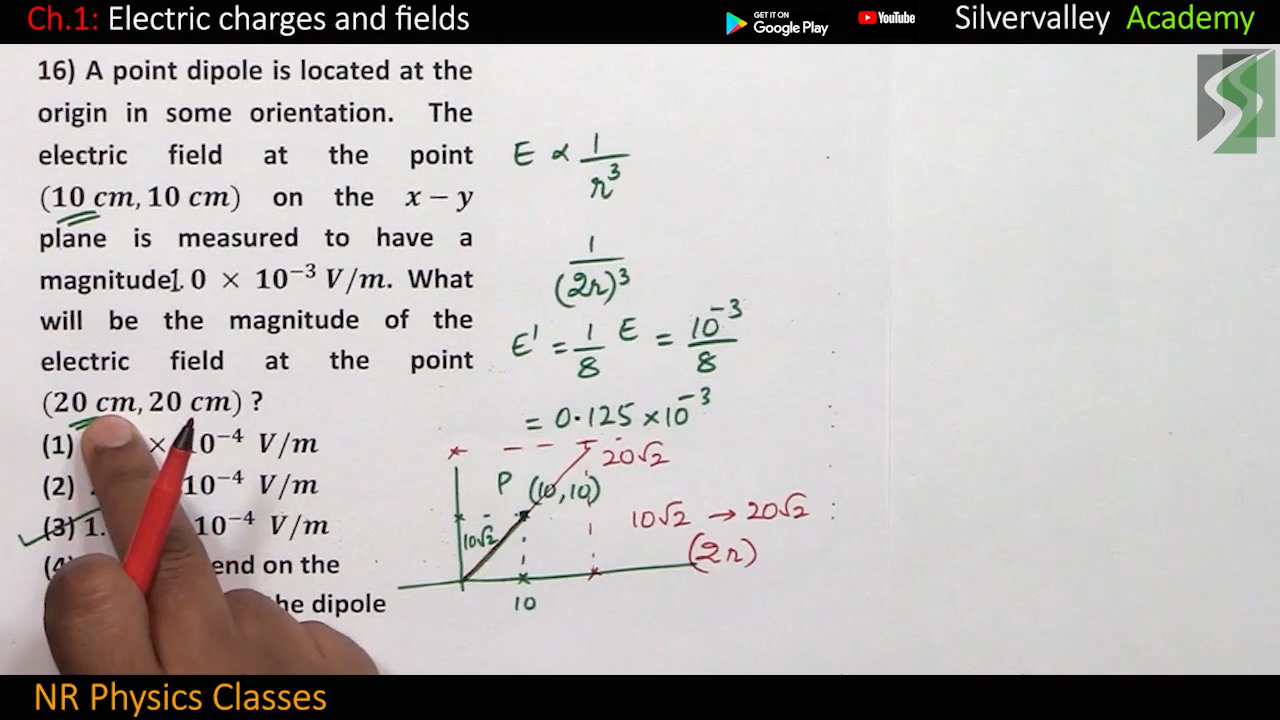 Ch.1: Electric charges and fields
GET IT ON
Google Play
YouTube
Silvervalley Academy
16) A point dipole is located at the
origin in some orientation. The
electric field at the point
(10 cm, 10 cm) on the x − y
plane is measured to have a
magnitude1.0 × 10⁻³ V/m. What
will be the magnitude of the
electric field at the point
(20 cm, 20 cm) ?
(1) × 10⁻⁴ V/m
(2) 10⁻⁴ V/m
(3) 1. 10⁻⁴ V/m
end on the
he dipole
E ∝ 1/r³
1/(2r)³
E' = 1/8 E = 10⁻³/8
= 0.125 × 10⁻³
20√2
P (10,10)
10√2
10√2 → 20√2
(2r)
10
NR Physics Classes